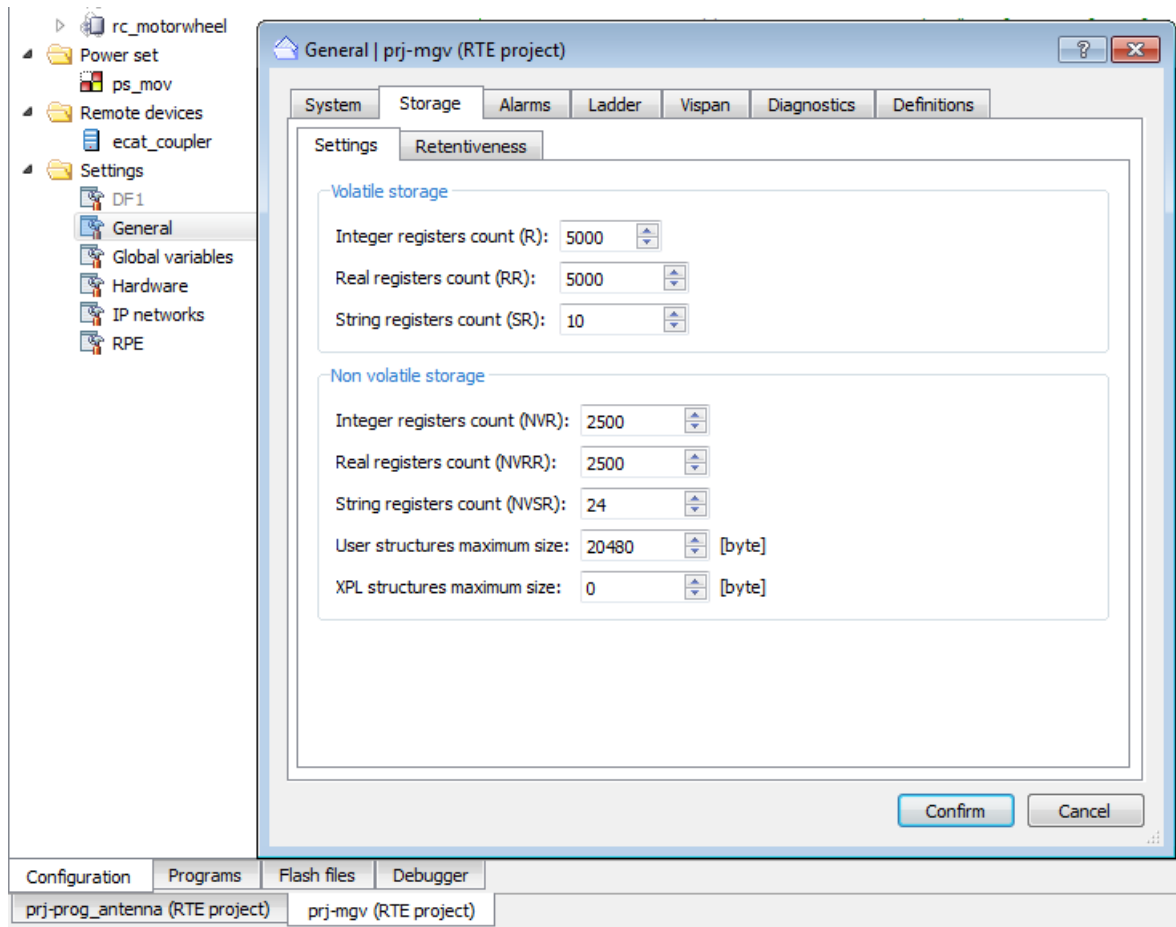 rc_motorwheel
Power set
ps_mov
Remote devices
ecat_coupler
Settings
DF1
General
Global variables
Hardware
IP networks
RPE
General | prj-mgv (RTE project)
?
System Storage Alarms Ladder Vispan Diagnostics Definitions
Settings Retentiveness
Volatile storage
Integer registers count (R): 5000
Real registers count (RR): 5000
String registers count (SR): 10
Non volatile storage
Integer registers count (NVR): 2500
Real registers count (NVRR): 2500
String registers count (NVSR): 24
User structures maximum size: 20480 [byte]
XPL structures maximum size: 0 [byte]
Confirm Cancel
Configuration Programs Flash files Debugger
prj-prog_antenna (RTE project) prj-mgv (RTE project)